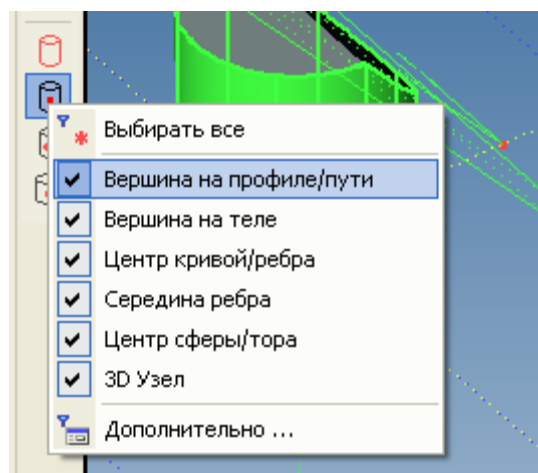 Выбирать все
Вершина на профиле/пути
Вершина на теле
Центр кривой/ребра
Середина ребра
Центр сферы/тора
3D Узел
Дополнительно ...